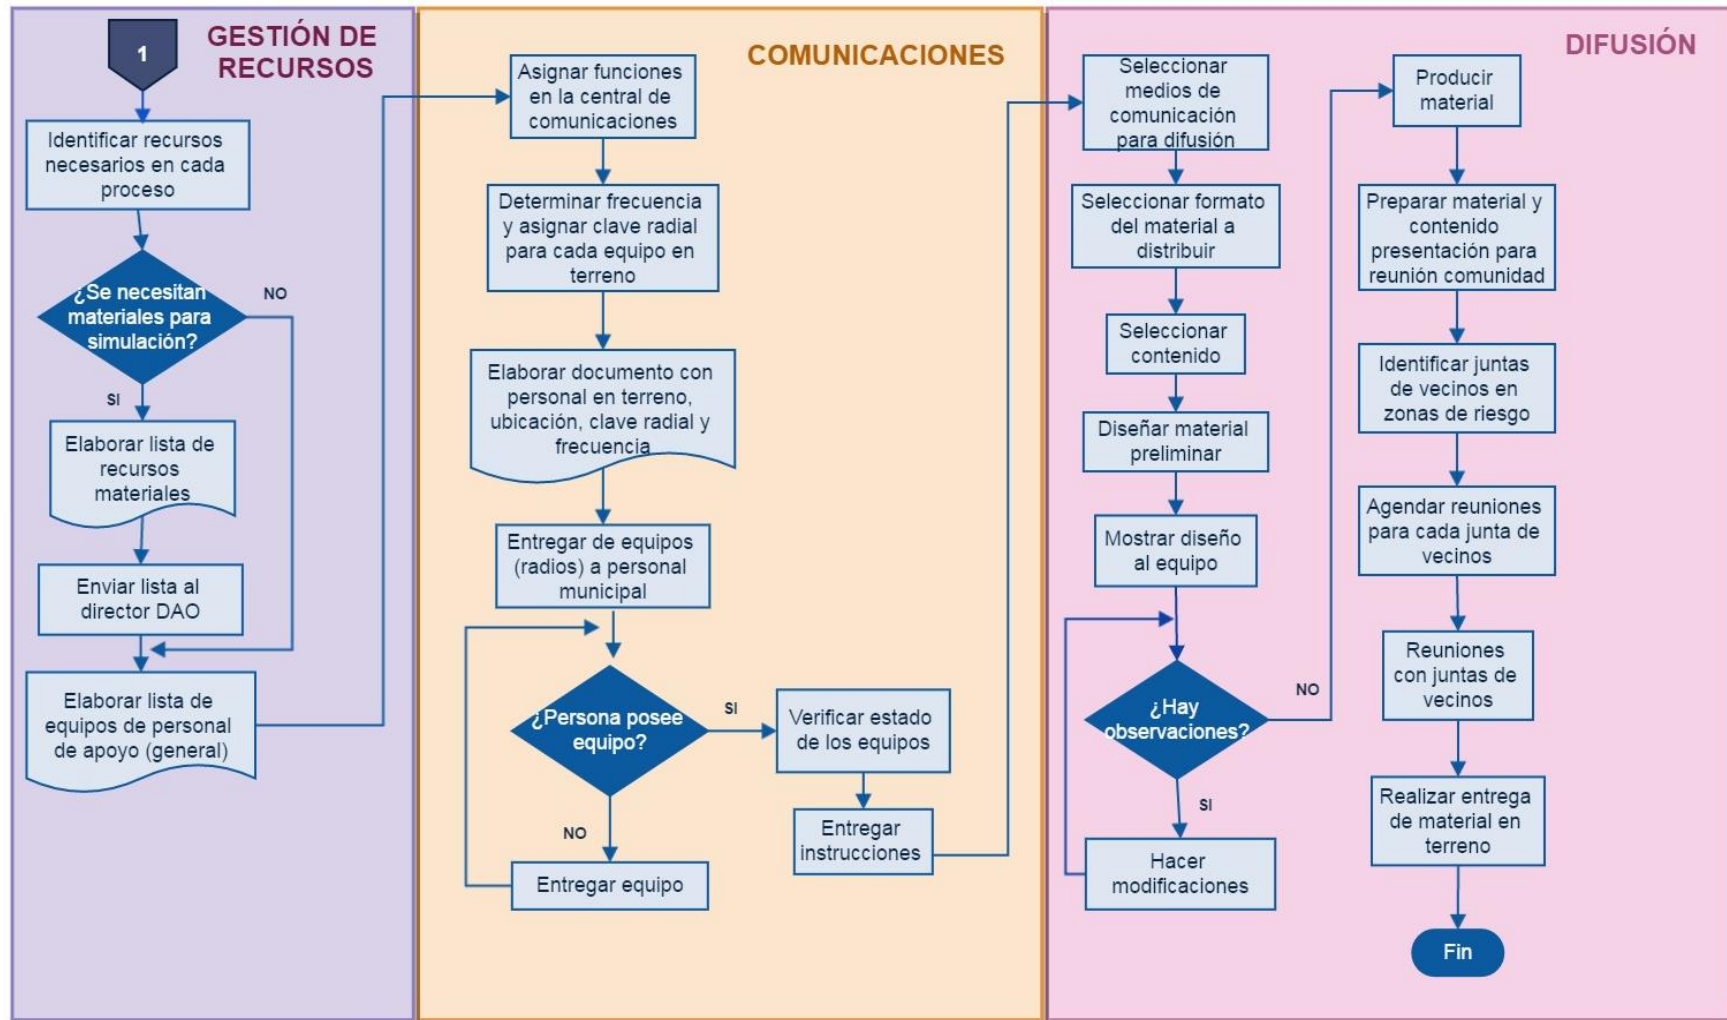 1
GESTIÓN DE
RECURSOS
Identificar recursos
necesarios en cada
proceso
¿Se necesitan
materiales para
simulación?
NO
SI
Elaborar lista de
recursos
materiales
Enviar lista al
director DAO
Elaborar lista de
equipos de personal
de apoyo (general)
COMUNICACIONES
Asignar funciones
en la central de
comunicaciones
Determinar frecuencia
y asignar clave radial
para cada equipo en
terreno
Elaborar documento con
personal en terreno,
ubicación, clave radial y
frecuencia
Entregar de equipos
(radios) a personal
municipal
¿Persona posee
equipo?
SI
NO
Verificar estado
de los equipos
Entregar
instrucciones
Entregar equipo
DIFUSIÓN
Seleccionar
medios de
comunicación
para difusión
Seleccionar formato
del material a
distribuir
Seleccionar
contenido
Diseñar material
preliminar
Mostrar diseño
al equipo
¿Hay
observaciones?
NO
SI
Hacer
modificaciones
Producir
material
Preparar material y
contenido
presentación para
reunión comunidad
Identificar juntas
de vecinos en
zonas de riesgo
Agendar reuniones
para cada junta de
vecinos
Reuniones
con juntas de
vecinos
Realizar entrega
de material en
terreno
Fin